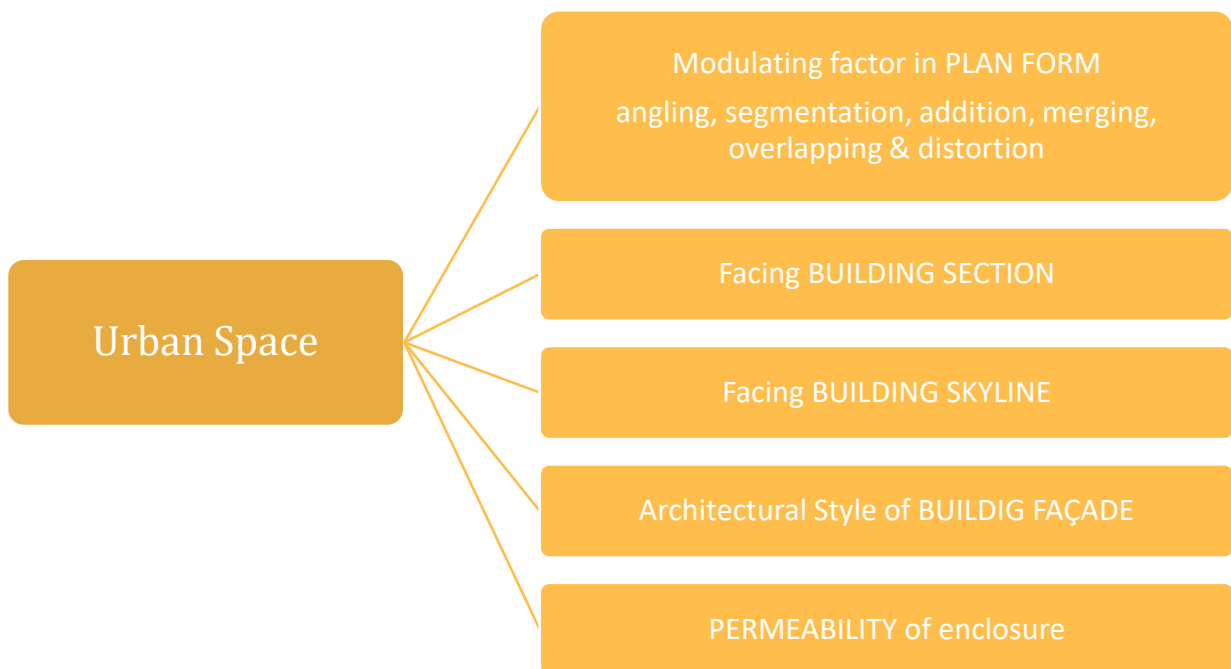 Urban Space
Modulating factor in PLAN FORM
angling, segmentation, addition, merging,
overlapping & distortion
Facing BUILDING SECTION
Facing BUILDING SKYLINE
Architectural Style of BUILDIG FAÇADE
PERMEABILITY of enclosure